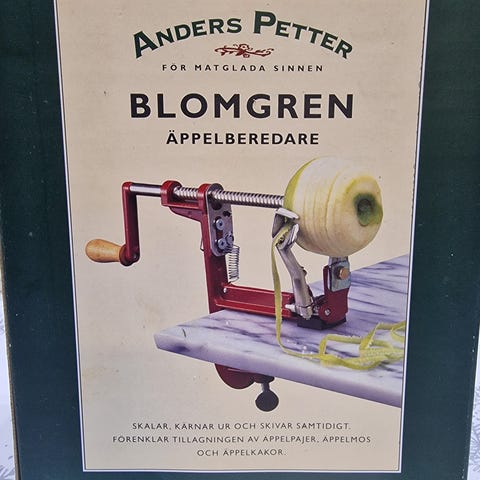 ANDERS PETTER
FÖR MATGLADA SINNEN
BLOMGREN
ÄPPELBEREDARE
SKALAR, KÄRNAR UR OCH SKIVAR SAMTIDIGT.
FÖRENKLAR TILLAGNINGEN AV ÄPPELPAJER, ÄPPELMOS
OCH ÄPPELKAKOR.